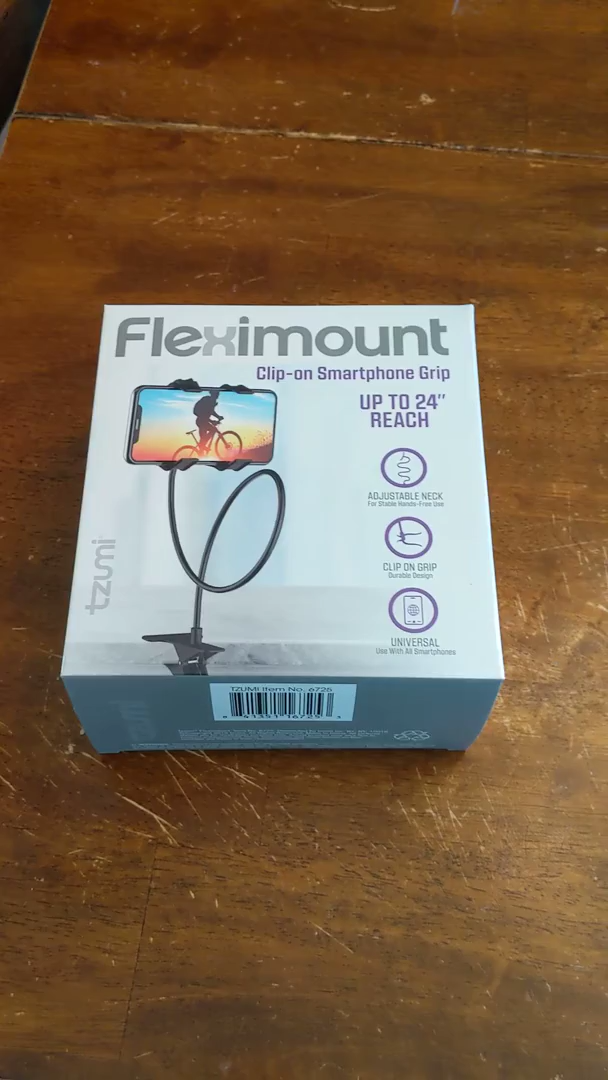 Fleximount
Clip-on Smartphone Grip
UP TO 24"
REACH
ADJUSTABLE NECK
For Stable Hands-Free Use
CLIP ON GRIP
Durable Design
UNIVERSAL
Use With All Smartphones
tzumi
TZUMI Item No. 6725